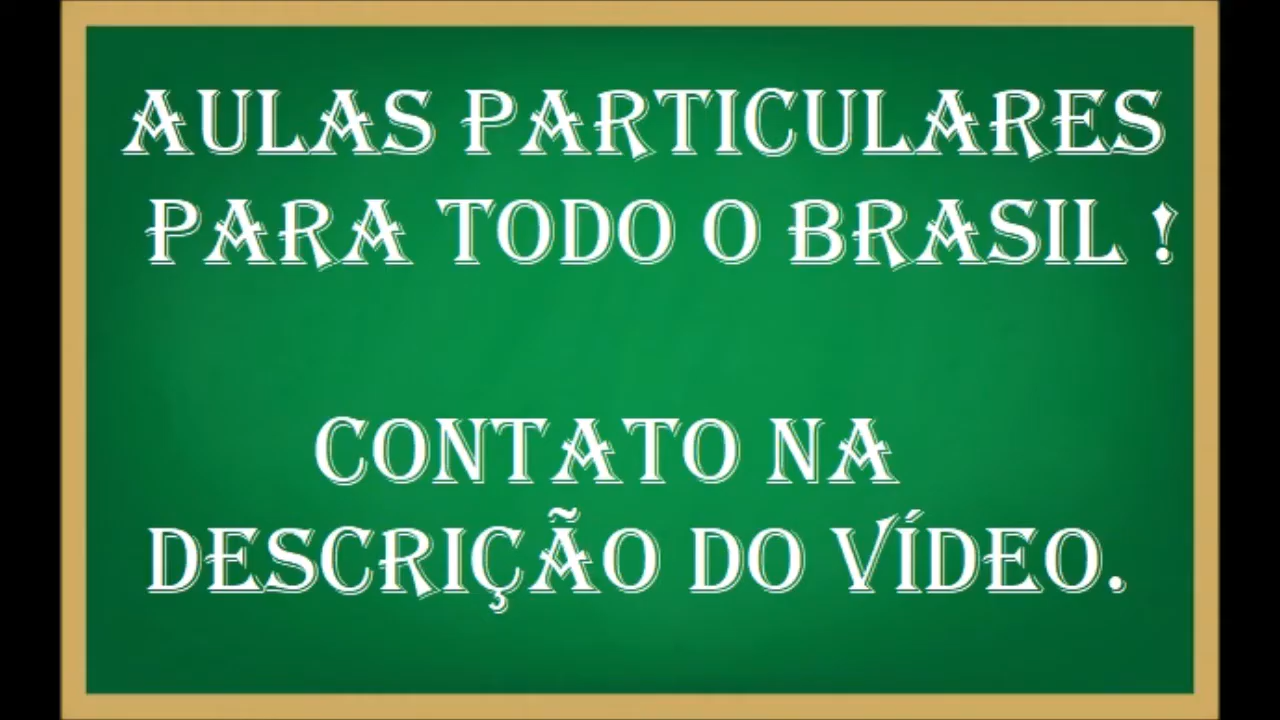 AULAS PARTICULARES
PARA TODO O BRASIL !
CONTATO NA
DESCRIÇÃO DO VÍDEO.